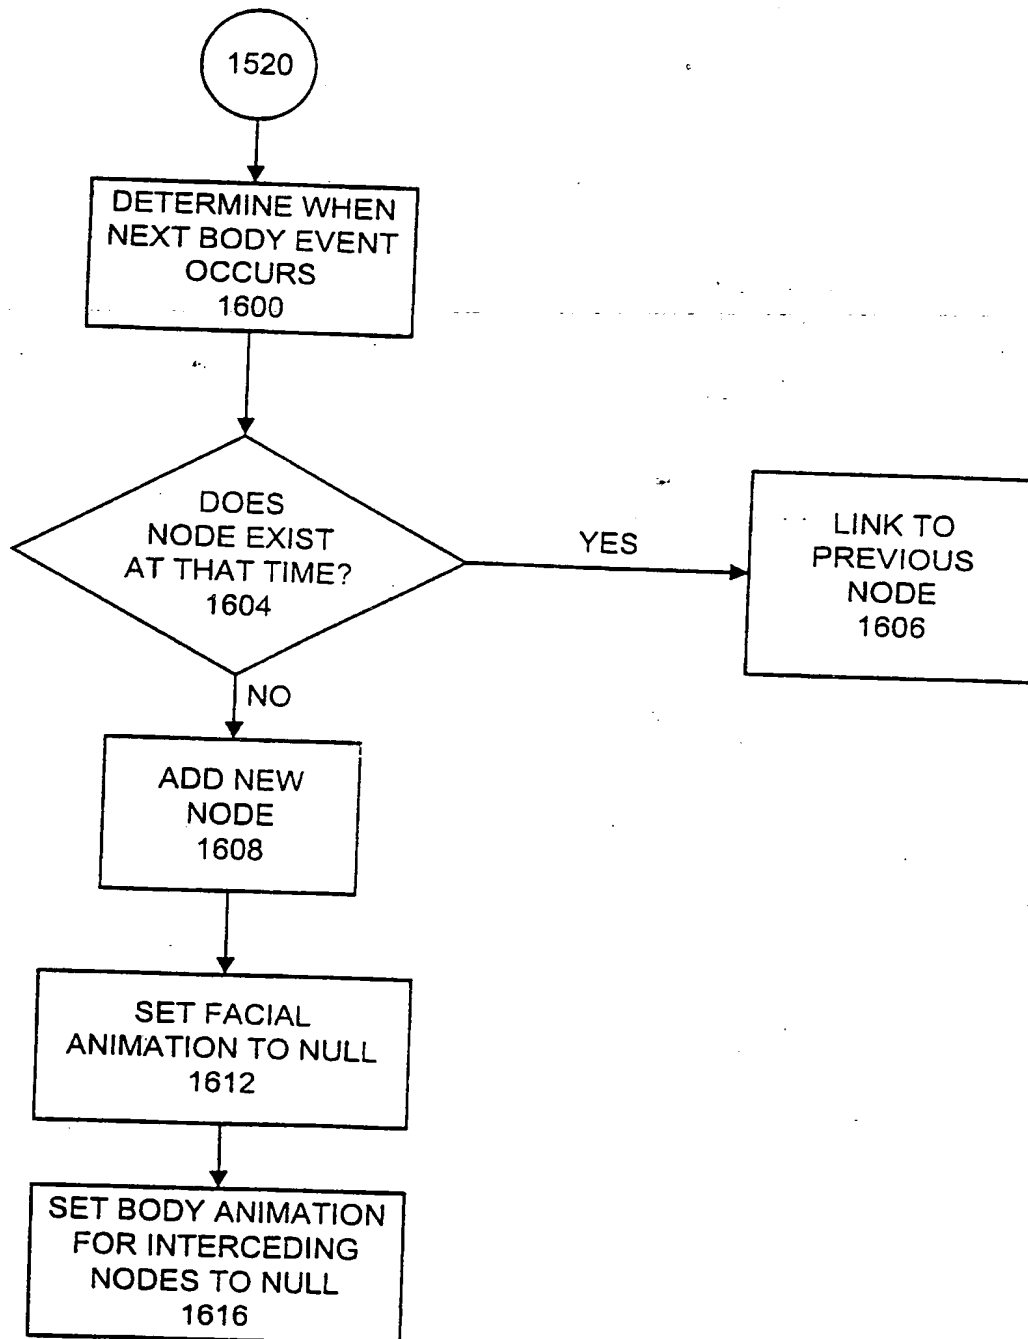 1520
DETERMINE WHEN
NEXT BODY EVENT
OCCURS
1600
DOES
NODE EXIST
AT THAT TIME?
1604
YES
LINK TO
PREVIOUS
NODE
1606
NO
ADD NEW
NODE
1608
SET FACIAL
ANIMATION TO NULL
1612
SET BODY ANIMATION
FOR INTERCEDING
NODES TO NULL
1616